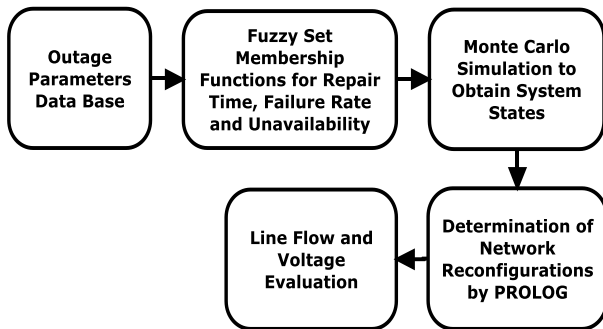 Outage
Parameters
Data Base
Fuzzy Set
Membership
Functions for Repair
Time, Failure Rate
and Unavailability
Monte Carlo
Simulation to
Obtain System
States
Determination of
Network
Reconfigurations
by PROLOG
Line Flow and
Voltage
Evaluation